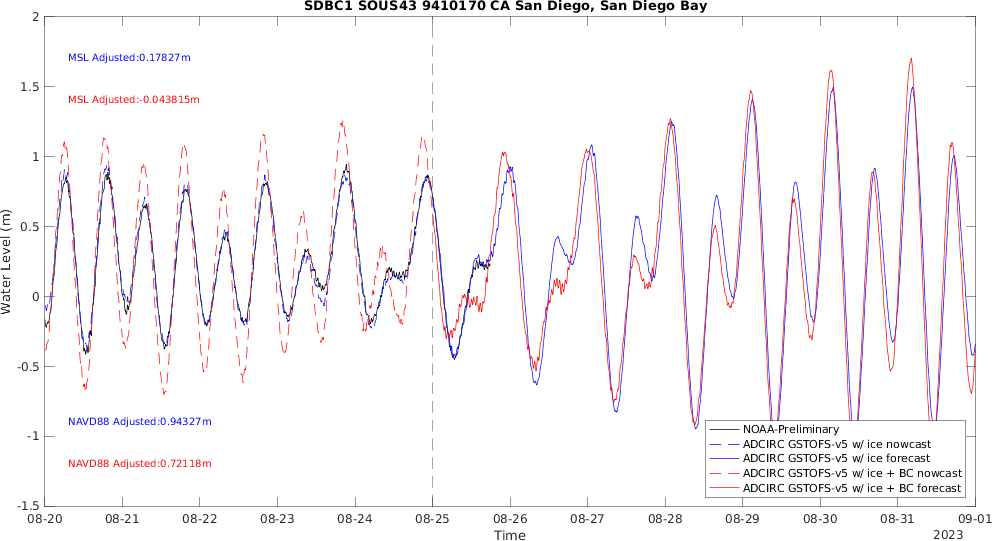 SDBC1 SOUS43 9410170 CA San Diego, San Diego Bay
2
1.5
1
0.5
0
-0.5
-1
-1.5
Water Level (m)
MSL Adjusted:0.17827m
MSL Adjusted:-0.043815m
NAVD88 Adjusted:0.94327m
NAVD88 Adjusted:0.72118m
NOAA-Preliminary
ADCIRC GSTOFS-v5 w/ ice nowcast
ADCIRC GSTOFS-v5 w/ ice forecast
ADCIRC GSTOFS-v5 w/ ice + BC nowcast
ADCIRC GSTOFS-v5 w/ ice + BC forecast
08-20 08-21 08-22 08-23 08-24 08-25 08-26 08-27 08-28 08-29 08-30 08-31 09-01
Time
2023